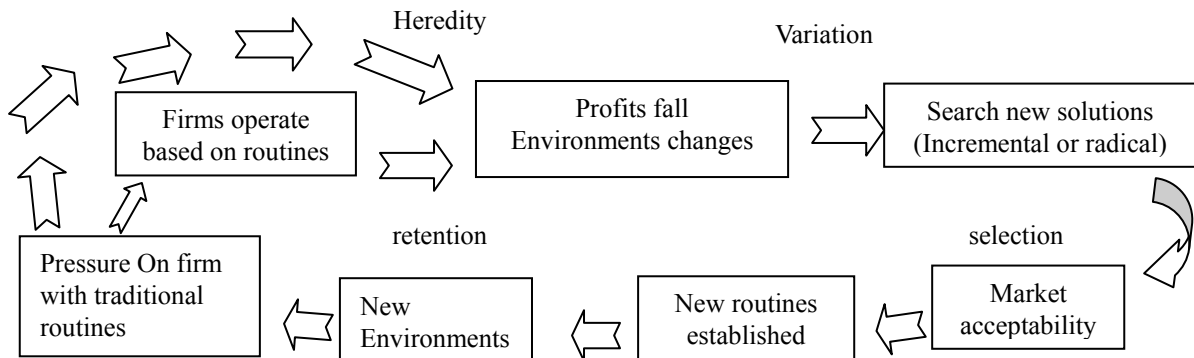 Heredity
Variation
Firms operate
based on routines
Profits fall
Environments changes
Search new solutions
(Incremental or radical)
retention
selection
Pressure On firm
with traditional
routines
New
Environments
New routines
established
Market
acceptability